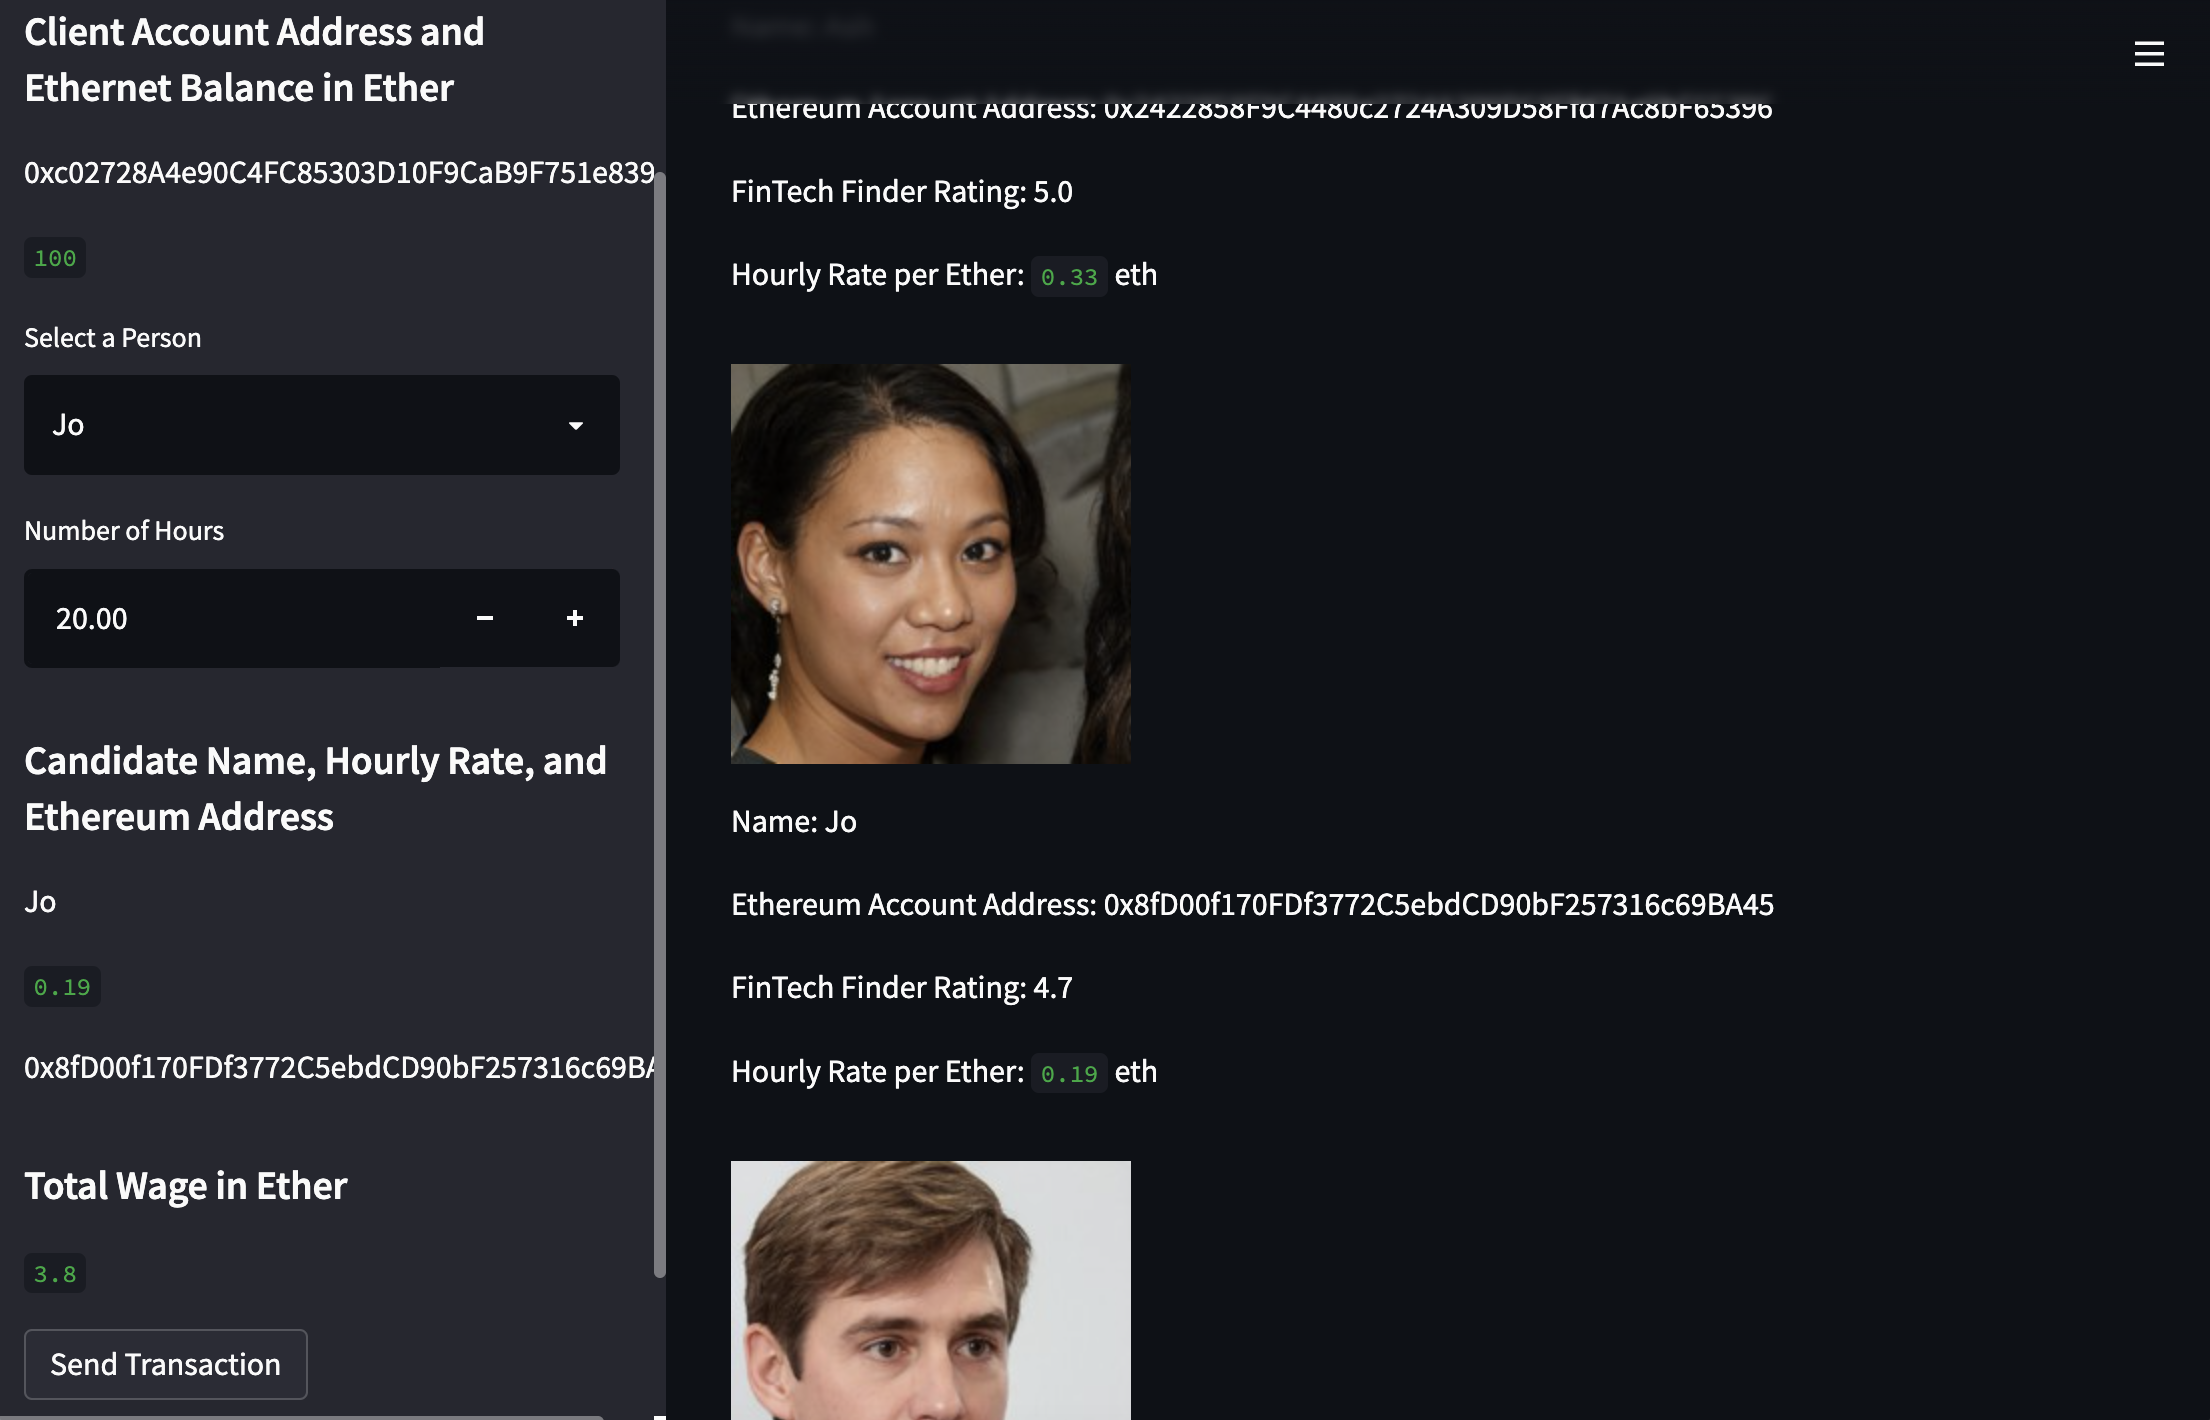 Client Account Address and
Ethernet Balance in Ether
0xc02728A4e90C4FC85303D10F9CaB9F751e839
100
Select a Person
Jo
Number of Hours
20.00
Candidate Name, Hourly Rate, and
Ethereum Address
Jo
0.19
0x8fD00f170FDf3772C5ebdCD90bF257316c69BA
Total Wage in Ether
3.8
Send Transaction
Ethereum Account Address: 0x2422858F9C4480c2724A309D58Ffd7Ac8bF65396
FinTech Finder Rating: 5.0
Hourly Rate per Ether: 0.33 eth
Name: Jo
Ethereum Account Address: 0x8fD00f170FDf3772C5ebdCD90bF257316c69BA45
FinTech Finder Rating: 4.7
Hourly Rate per Ether: 0.19 eth